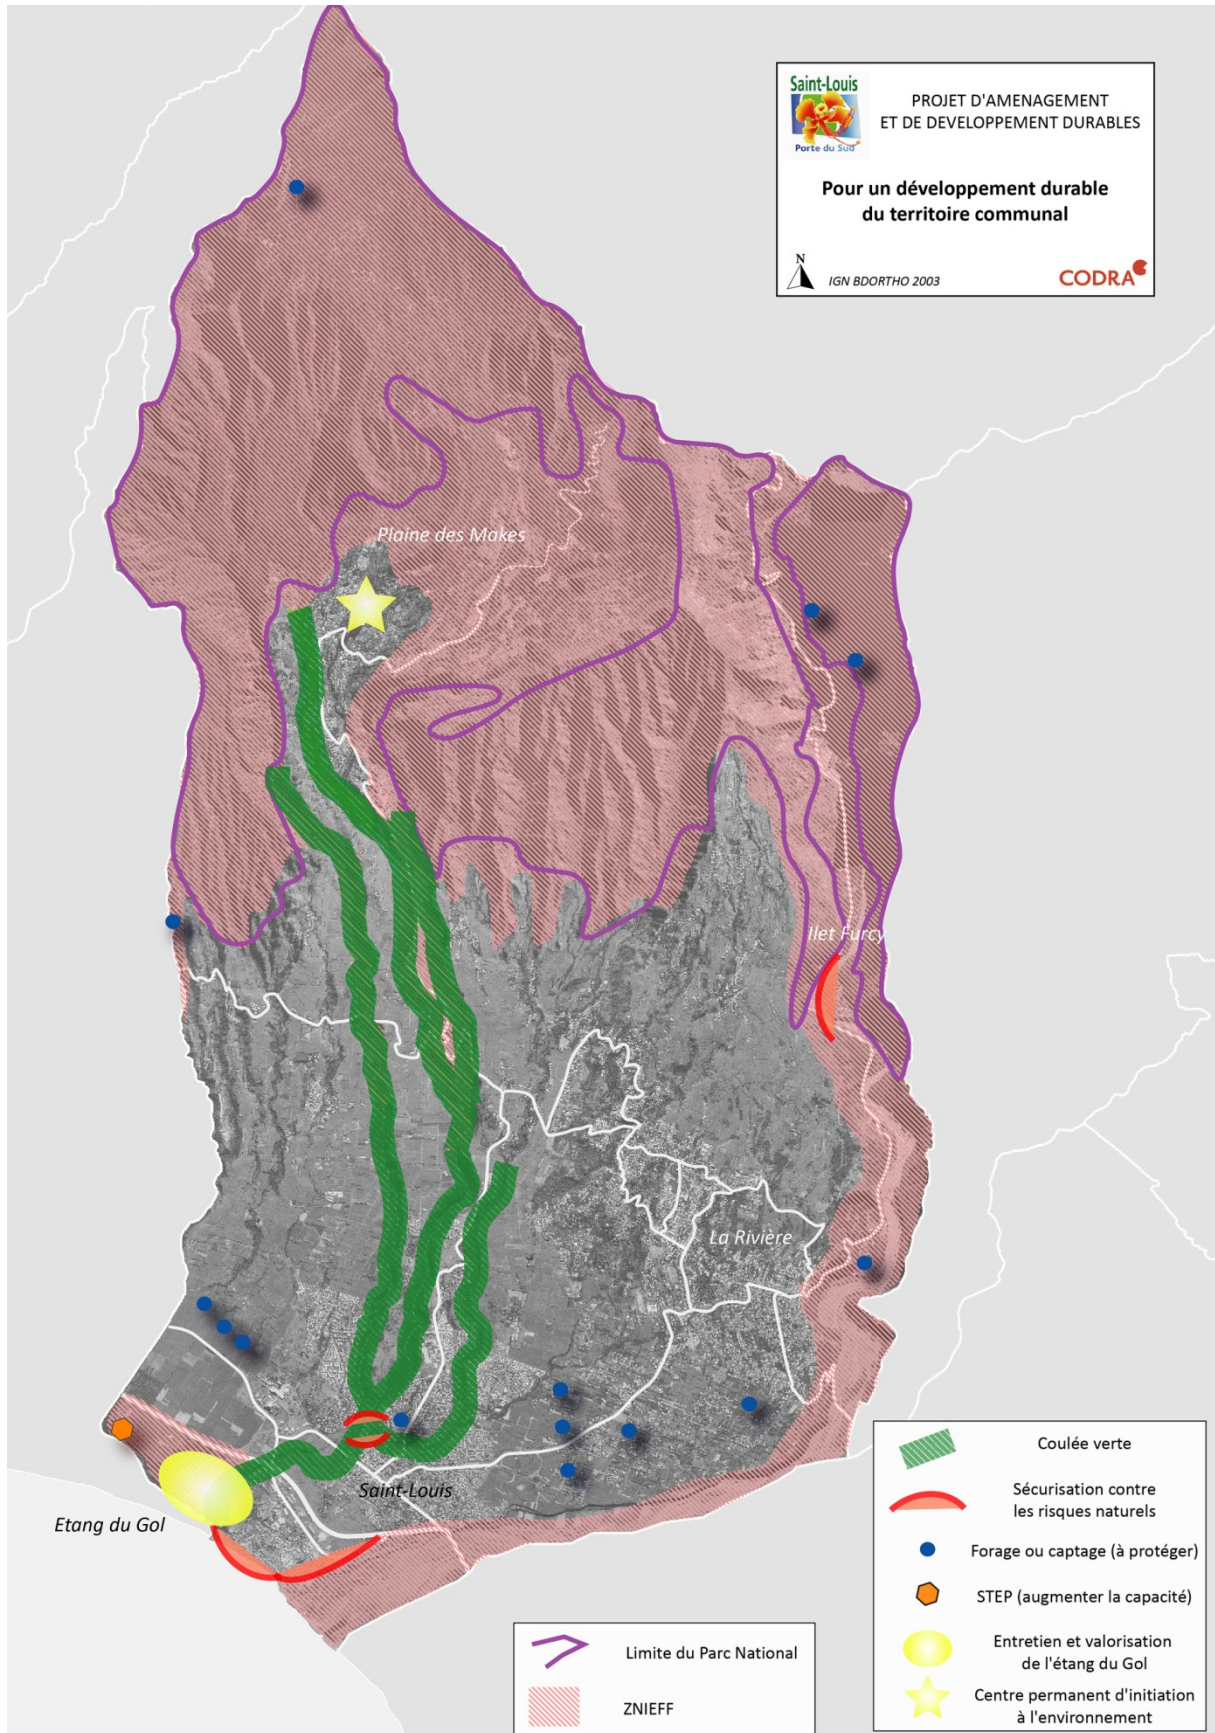 Saint-Louis
Porte du Sud
PROJET D'AMENAGEMENT
ET DE DEVELOPPEMENT DURABLES
Pour un développement durable
du territoire communal
N
IGN BDORTHO 2003
CODRA
Plaine des Makes
Ilet Furcy
La Rivière
Saint-Louis
Etang du Gol
Limite du Parc National
ZNIEFF
Coulée verte
Sécurisation contre
les risques naturels
Forage ou captage (à protéger)
STEP (augmenter la capacité)
Entretien et valorisation
de l'étang du Gol
Centre permanent d'initiation
à l'environnement